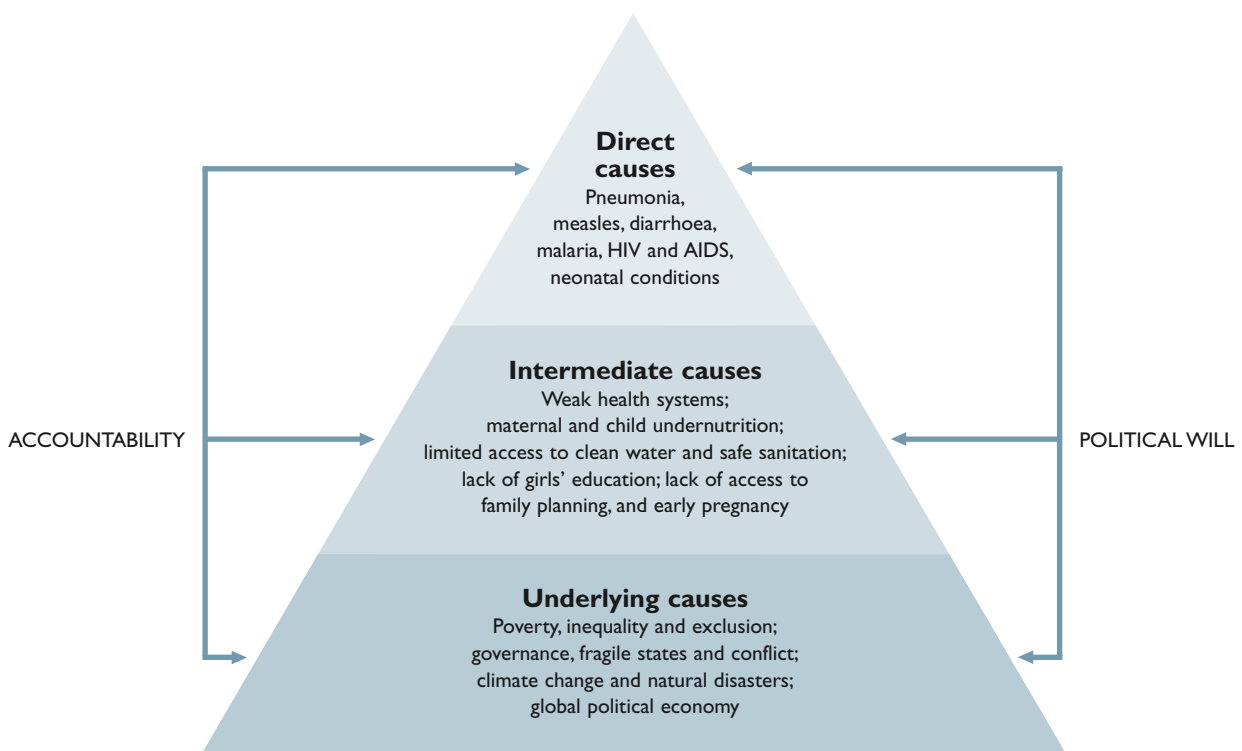 Direct
causes
Pneumonia,
measles, diarrhoea,
malaria, HIV and AIDS,
neonatal conditions
Intermediate causes
Weak health systems;
maternal and child undernutrition;
limited access to clean water and safe sanitation;
lack of girls’ education; lack of access to
family planning, and early pregnancy
ACCOUNTABILITY
POLITICAL WILL
Underlying causes
Poverty, inequality and exclusion;
governance, fragile states and conflict;
climate change and natural disasters;
global political economy